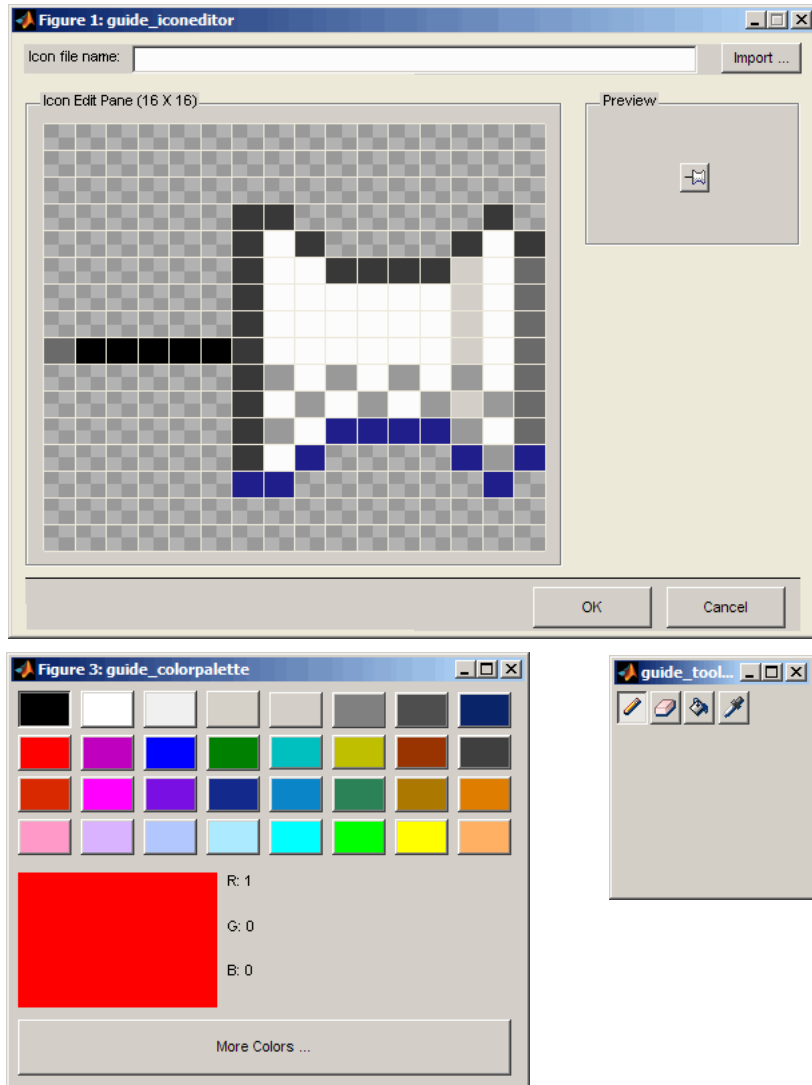 Figure 1: guide_iconeditor
Icon file name:
Import ...
Icon Edit Pane (16 X 16)
Preview
OK
Cancel
Figure 3: guide_colorpalette
R: 1
G: 0
B: 0
More Colors ...
guide_tool...